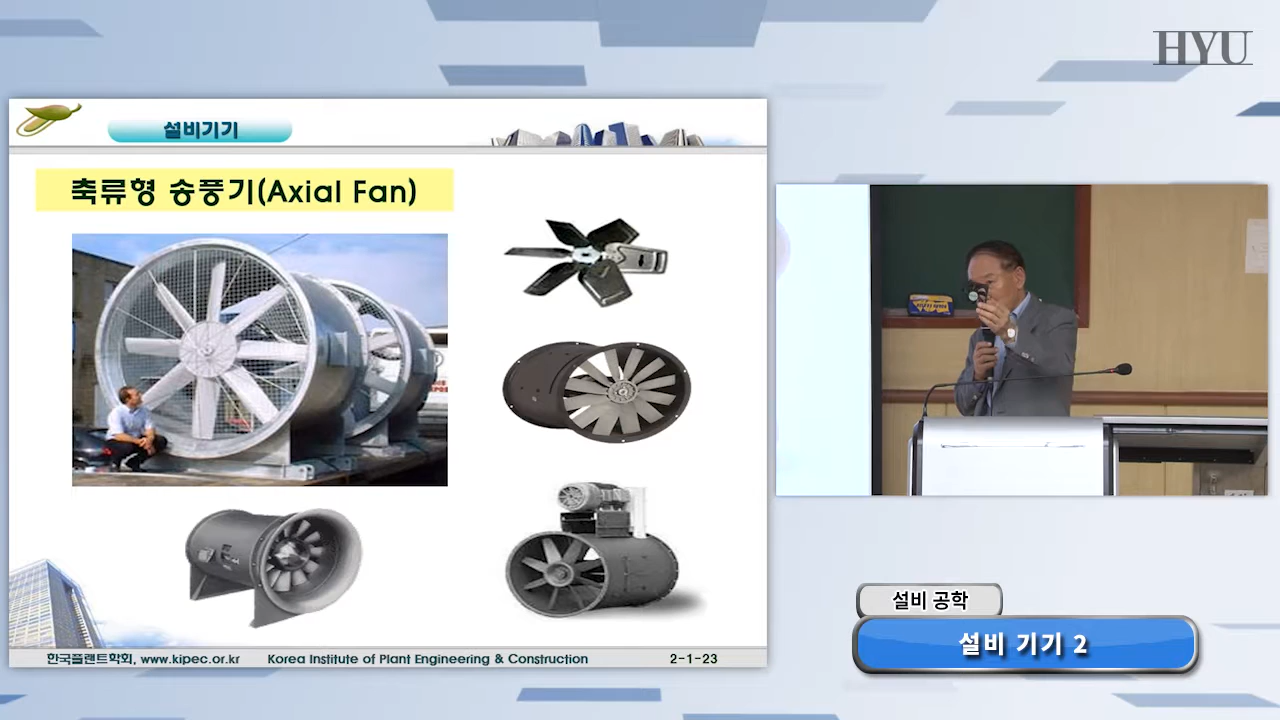 HYU
설비기기
축류형 송풍기(Axial Fan)
한국플랜트학회, www.kipec.or.kr Korea Institute of Plant Engineering & Construction 2-1-23
설비 공학
설비 기기 2